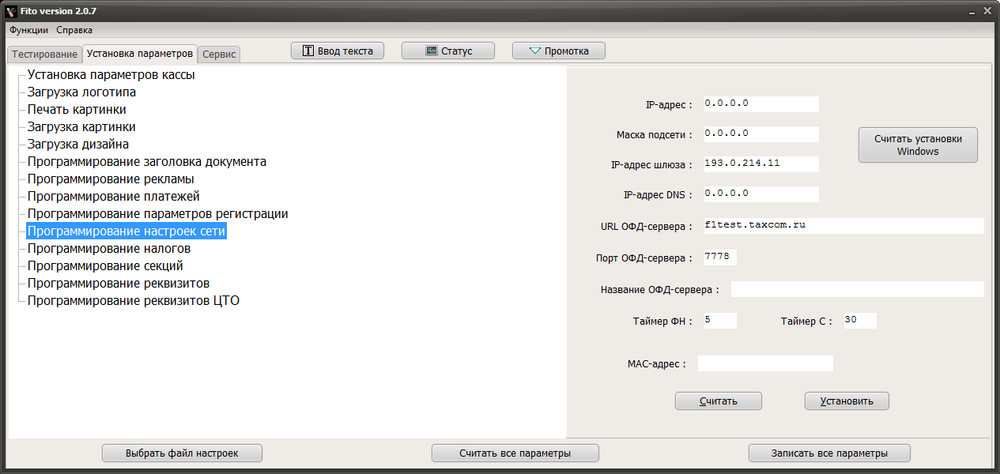 Fito version 2.0.7
Функции Справка
Тестирование Установка параметров Сервис Ввод текста Статус Промотка
Установка параметров кассы
Загрузка логотипа
Печать картинки
Загрузка картинки
Загрузка дизайна
Программирование заголовка документа
Программирование рекламы
Программирование платежей
Программирование параметров регистрации
Программирование настроек сети
Программирование налогов
Программирование секций
Программирование реквизитов
Программирование реквизитов ЦТО
IP-адрес : 0.0.0.0
Маска подсети : 0.0.0.0
Считать установки
Windows
IP-адрес шлюза : 193.0.214.11
IP-адрес DNS : 0.0.0.0
URL ОФД-сервера : f1test.taxcom.ru
Порт ОФД-сервера : 7778
Название ОФД-сервера :
Таймер ФН : 5 Таймер С : 30
MAC-адрес :
Считать Установить
Выбрать файл настроек Считать все параметры Записать все параметры